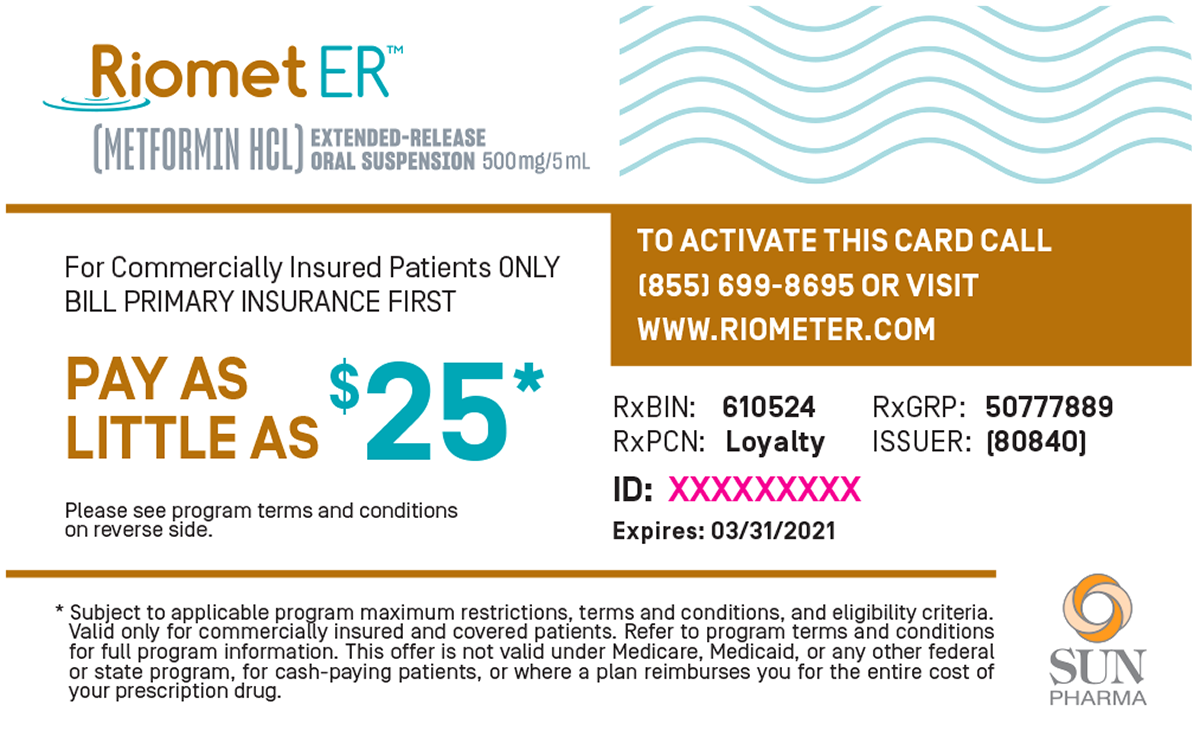 Riomet ER™
(METFORMIN HCL) EXTENDED-RELEASE
ORAL SUSPENSION 500mg/5mL
For Commercially Insured Patients ONLY
BILL PRIMARY INSURANCE FIRST
PAY AS
LITTLE AS $25*
Please see program terms and conditions
on reverse side.
TO ACTIVATE THIS CARD CALL
(855) 699-8695 OR VISIT
WWW.RIOMETER.COM
RxBIN: 610524 RxGRP: 50777889
RxPCN: Loyalty ISSUER: (80840)
ID: XXXXXXXXX
Expires: 03/31/2021
* Subject to applicable program maximum restrictions, terms and conditions, and eligibility criteria.
Valid only for commercially insured and covered patients. Refer to program terms and conditions
for full program information. This offer is not valid under Medicare, Medicaid, or any other federal
or state program, for cash-paying patients, or where a plan reimburses you for the entire cost of
your prescription drug.
SUN
PHARMA